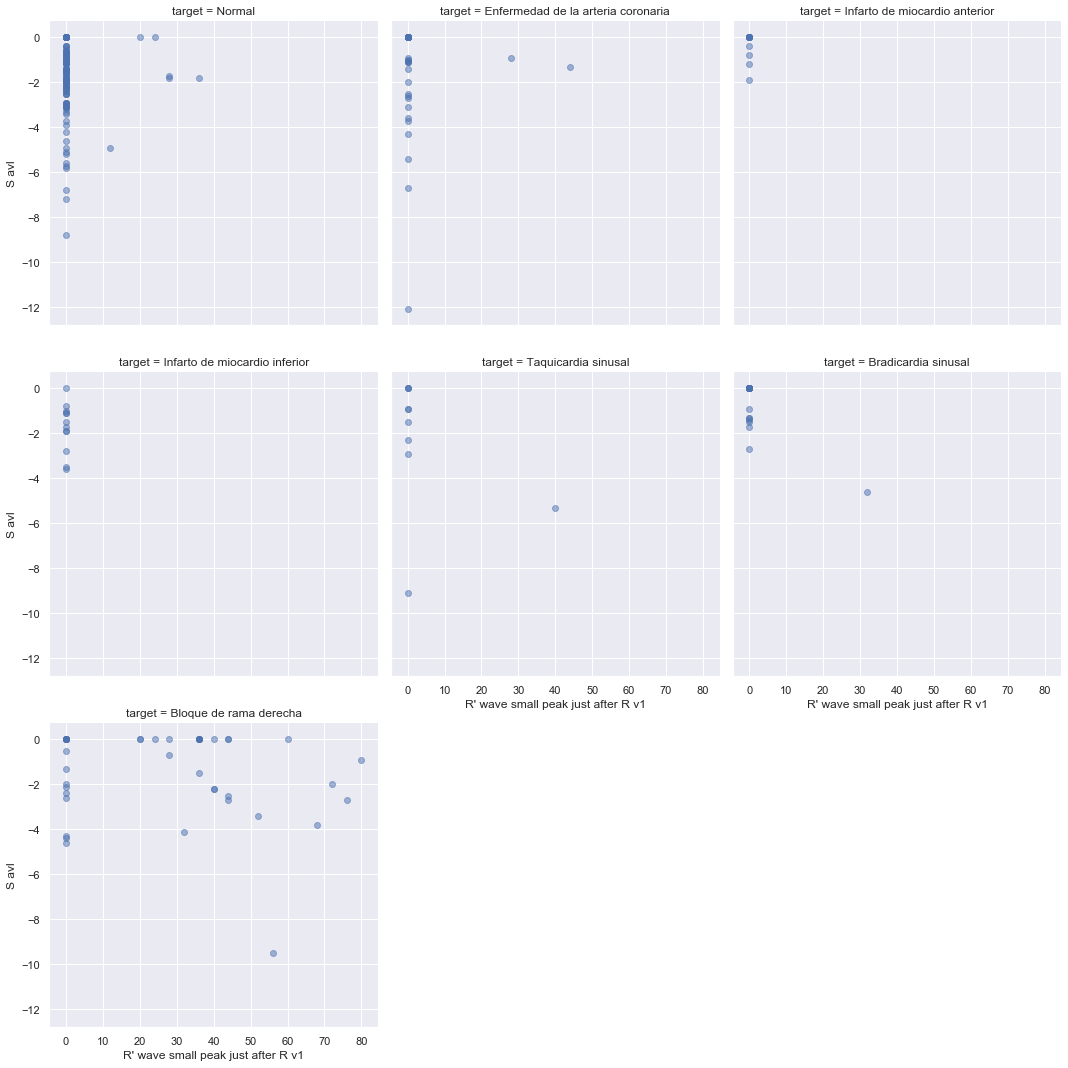 target = Normal
target = Enfermedad de la arteria coronaria
target = Infarto de miocardio anterior
0
−2
−4
−6
−8
−10
−12
S avl
target = Infarto de miocardio inferior
target = Taquicardia sinusal
target = Bradicardia sinusal
0
−2
−4
−6
−8
−10
−12
S avl
0 10 20 30 40 50 60 70 80
R' wave small peak just after R v1
0 10 20 30 40 50 60 70 80
R' wave small peak just after R v1
target = Bloque de rama derecha
0
−2
−4
−6
−8
−10
−12
S avl
0 10 20 30 40 50 60 70 80
R' wave small peak just after R v1